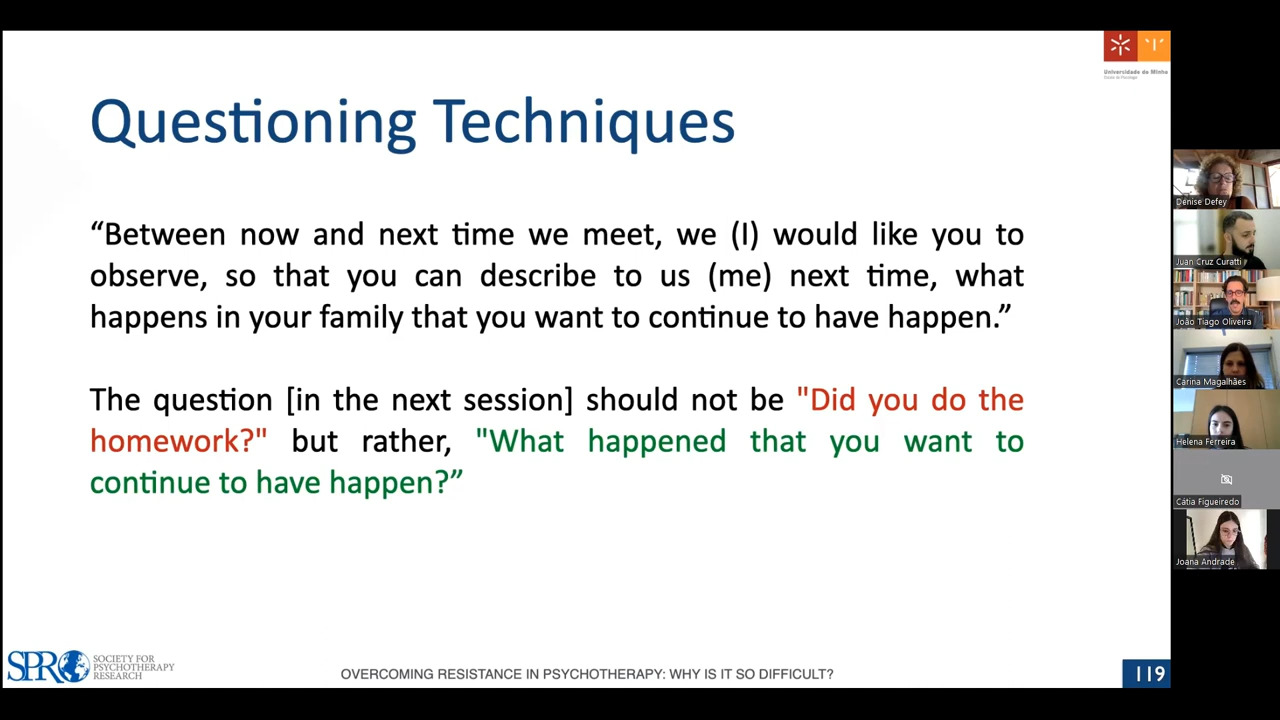 Universidade do Minho
Escola de Psicologia
Questioning Techniques
“Between now and next time we meet, we (I) would like you to
observe, so that you can describe to us (me) next time, what
happens in your family that you want to continue to have happen.”
The question [in the next session] should not be "Did you do the
homework?" but rather, "What happened that you want to
continue to have happen?”
Denise Defey
Juan Cruz Curatti
João Tiago Oliveira
Carina Magalhães
Helena Ferreira
Cátia Figueiredo
Joana Andrade
SPR
SOCIETY FOR
PSYCHOTHERAPY
RESEARCH
OVERCOMING RESISTANCE IN PSYCHOTHERAPY: WHY IS IT SO DIFFICULT?
119